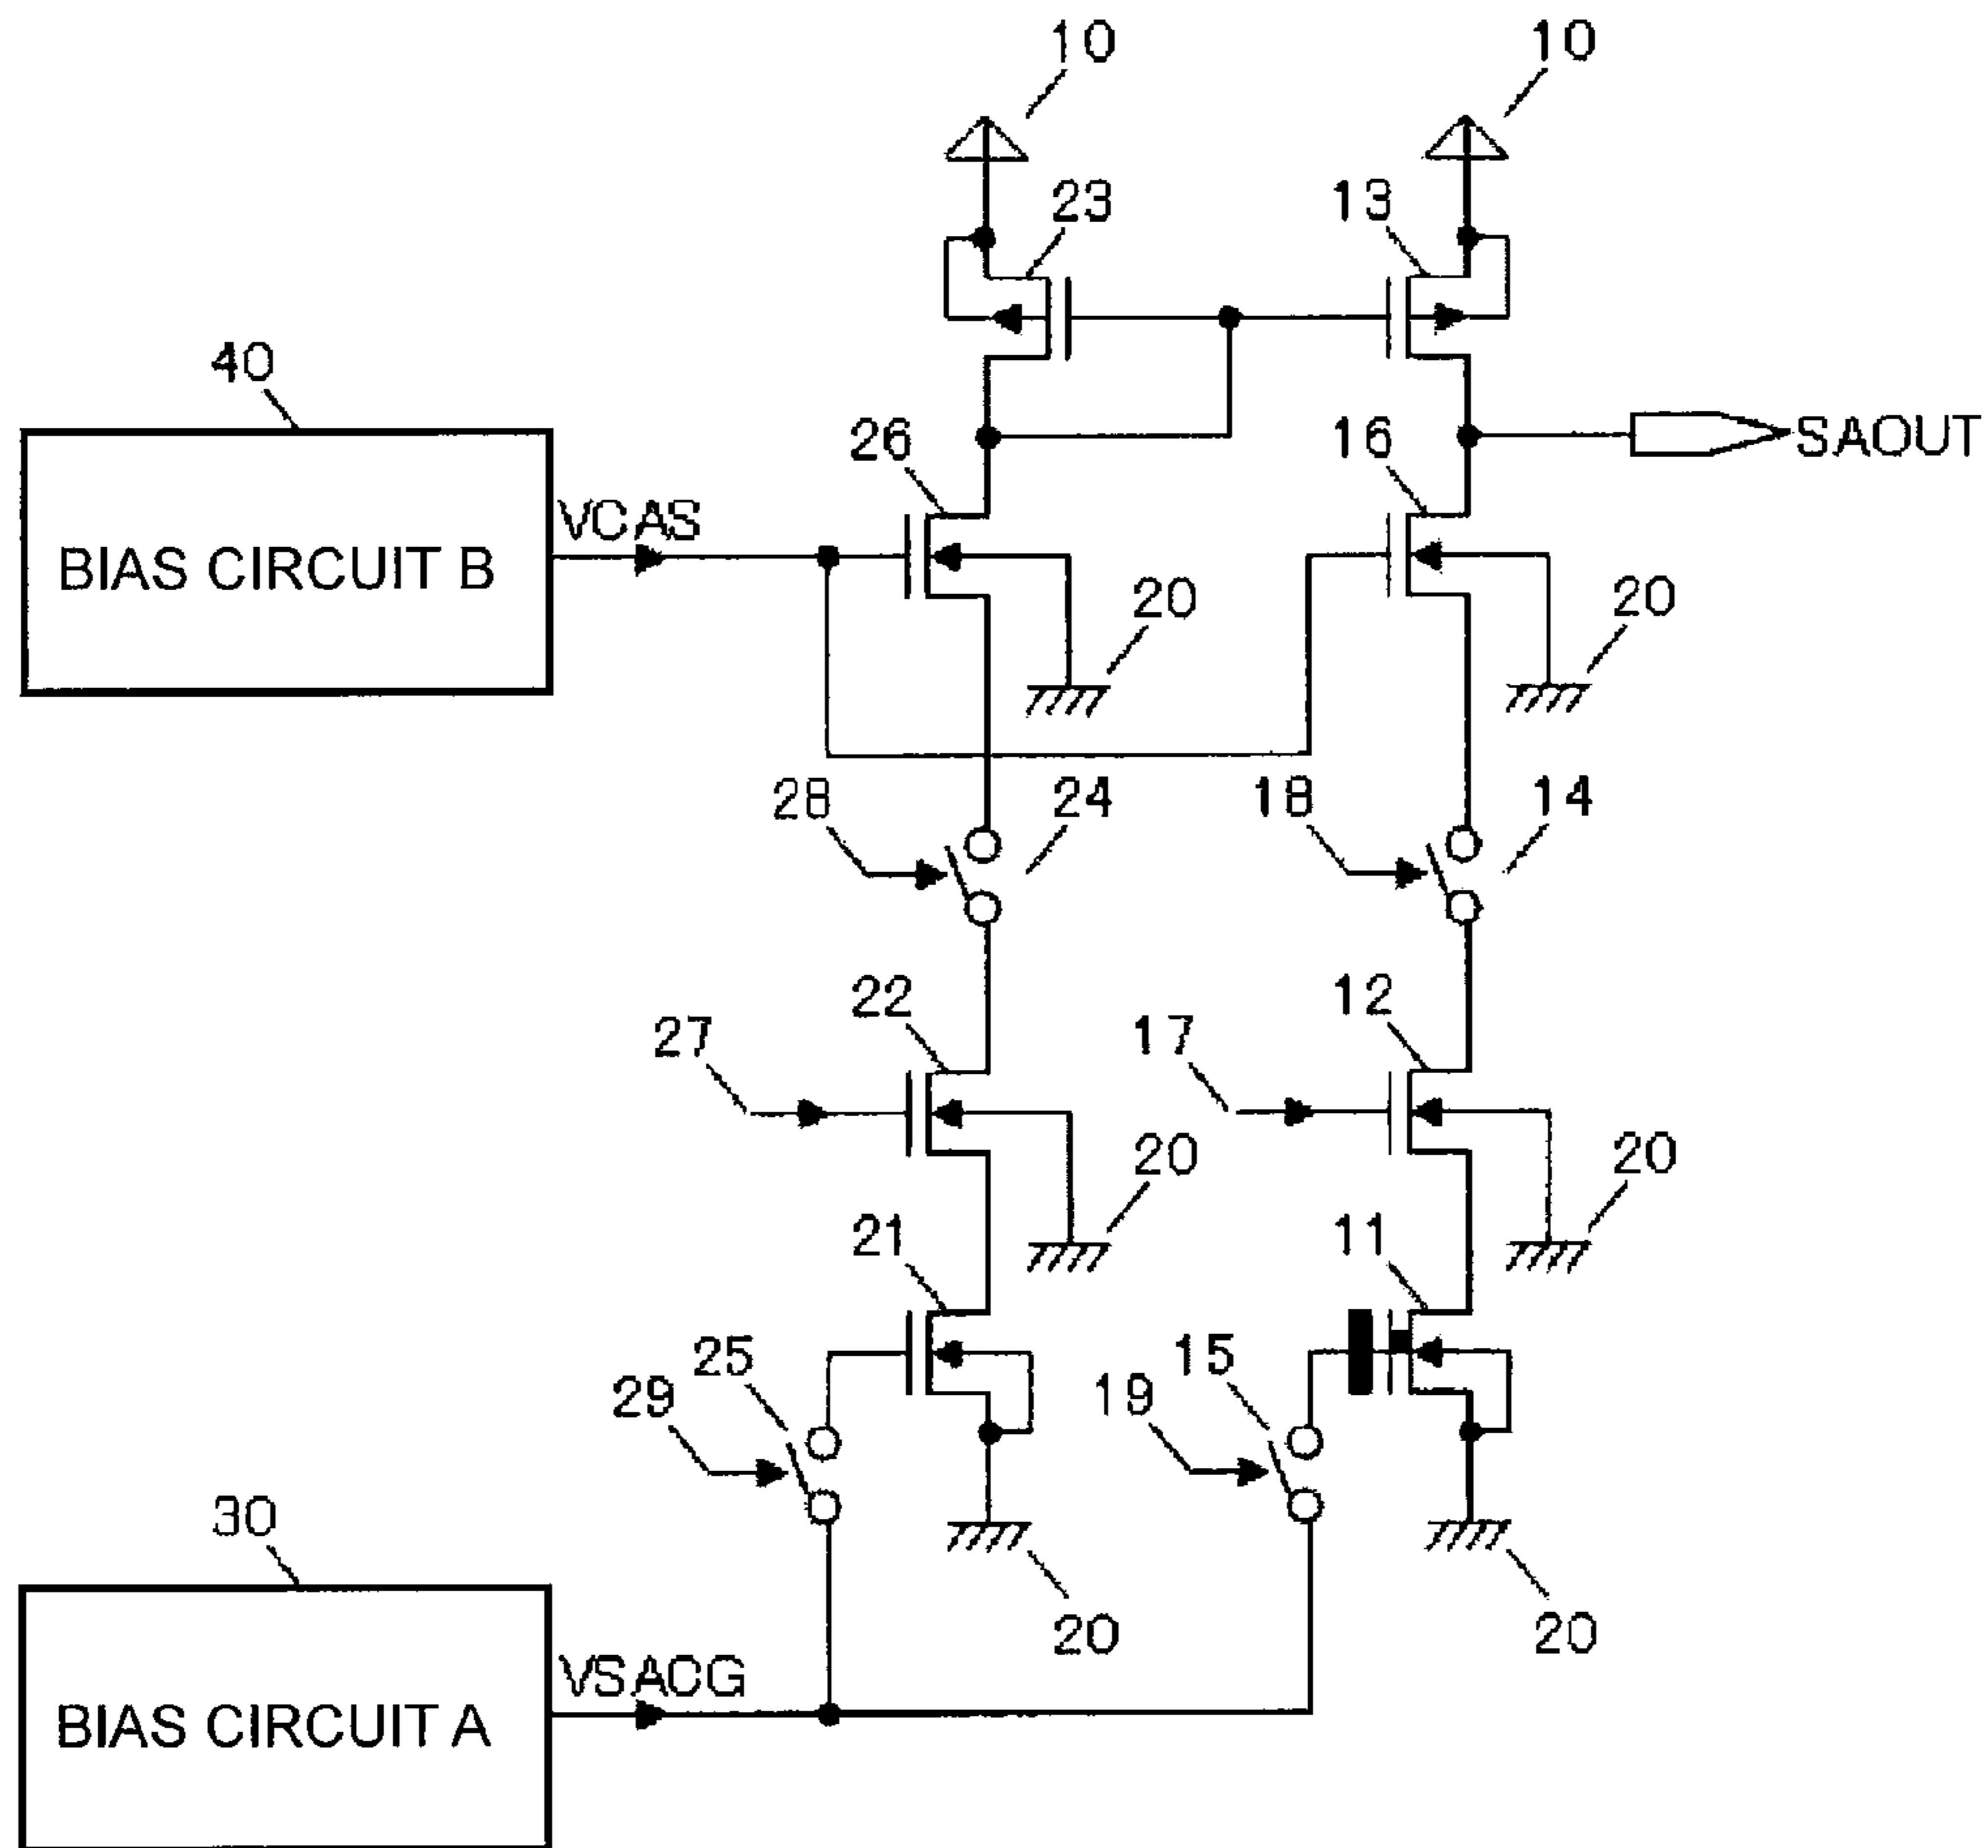 10 10
23 13
40
26 16 SAOUT
VCAS
BIAS CIRCUIT B
20 20
28 24 18 14
22 12
27 17
20 20
21 11
25 15
29 19
30
20 20
VSACG
BIAS CIRCUIT A